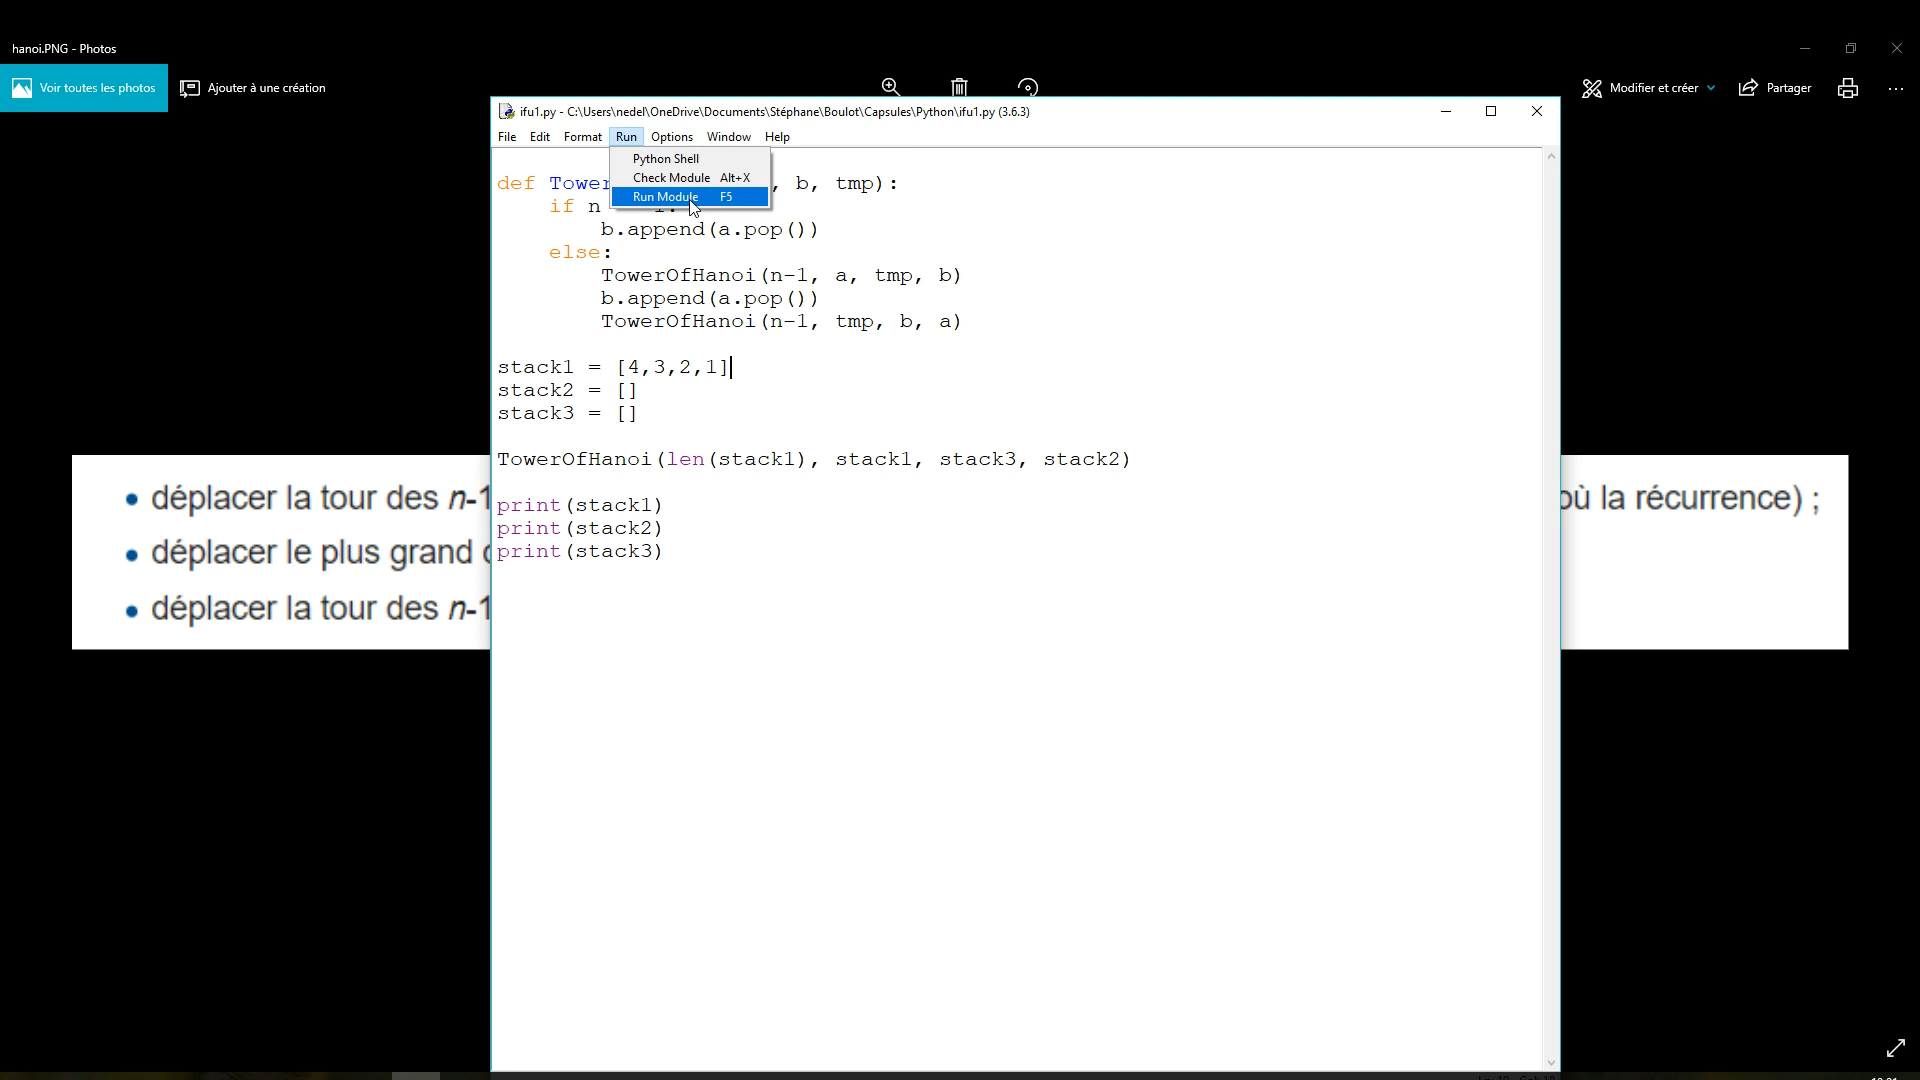 hanoi.PNG - Photos
Voir toutes les photos
Ajouter à une création
Modifier et créer
Partager
ifu1.py - C:\Users\nedel\OneDrive\Documents\Stéphane\Boulot\Capsules\Python\ifu1.py (3.6.3)
File Edit Format Run Options Window Help
Python Shell
Check Module Alt+X
Run Module F5
def Tower , b, tmp):
if n
b.append(a.pop())
else:
TowerOfHanoi(n-1, a, tmp, b)
b.append(a.pop())
TowerOfHanoi(n-1, tmp, b, a)
stack1 = [4,3,2,1]
stack2 = []
stack3 = []
TowerOfHanoi(len(stack1), stack1, stack3, stack2)
print(stack1)
print(stack2)
print(stack3)
• déplacer la tour des n-1 où la récurrence) ;
• déplacer le plus grand
• déplacer la tour des n-1